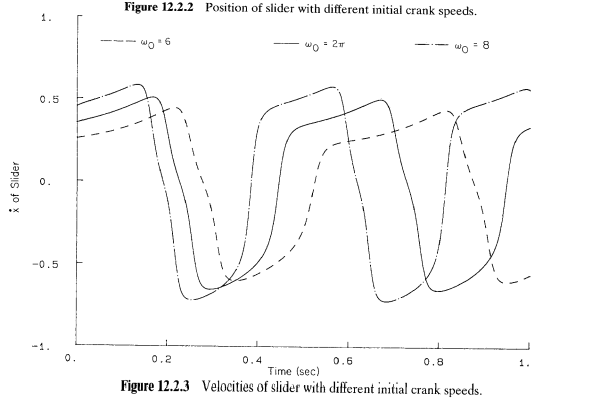 Figure 12.2.2 Position of slider with different initial crank speeds.
1.
ω₀ = 6 ω₀ = 2π ω₀ = 8
0.5
0.
ẋ of Slider
-0.5
-1.
0. 0.2 0.4 0.6 0.8 1.
Time (sec)
Figure 12.2.3 Velocities of slider with different initial crank speeds.